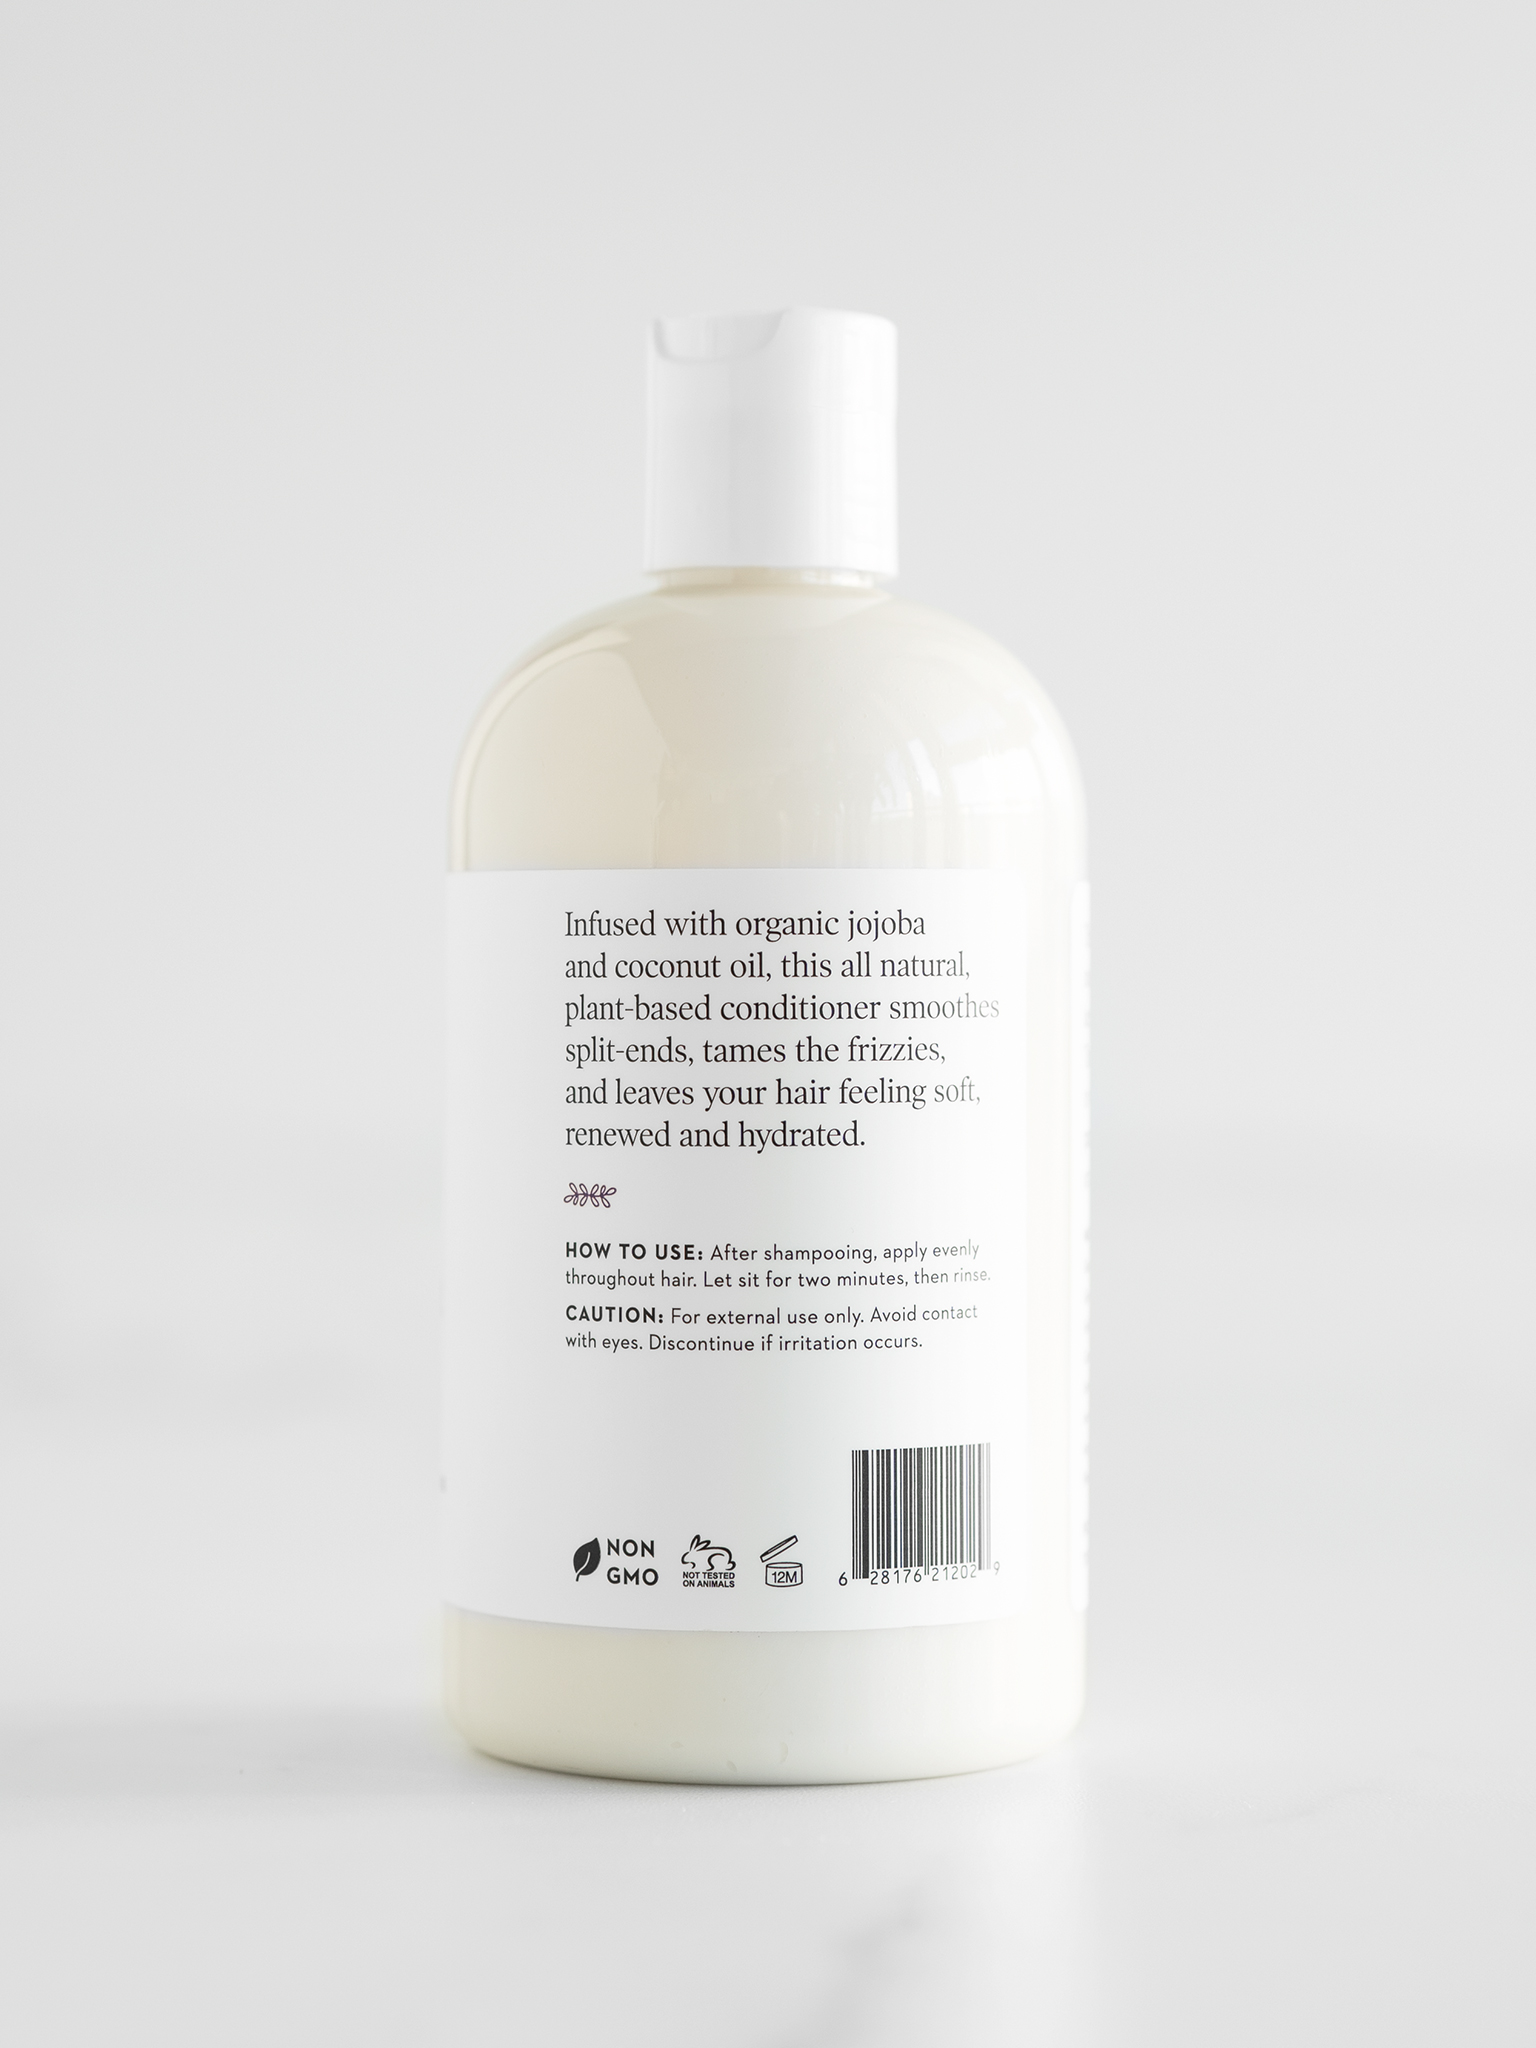 Infused with organic jojoba
and coconut oil, this all natural,
plant-based conditioner smoothes
split-ends, tames the frizzies,
and leaves your hair feeling soft,
renewed and hydrated.
HOW TO USE: After shampooing, apply evenly
throughout hair. Let sit for two minutes, then rinse.
CAUTION: For external use only. Avoid contact
with eyes. Discontinue if irritation occurs.
NON
GMO
NOT TESTED
ON ANIMALS
12M
6 28176 21202 9